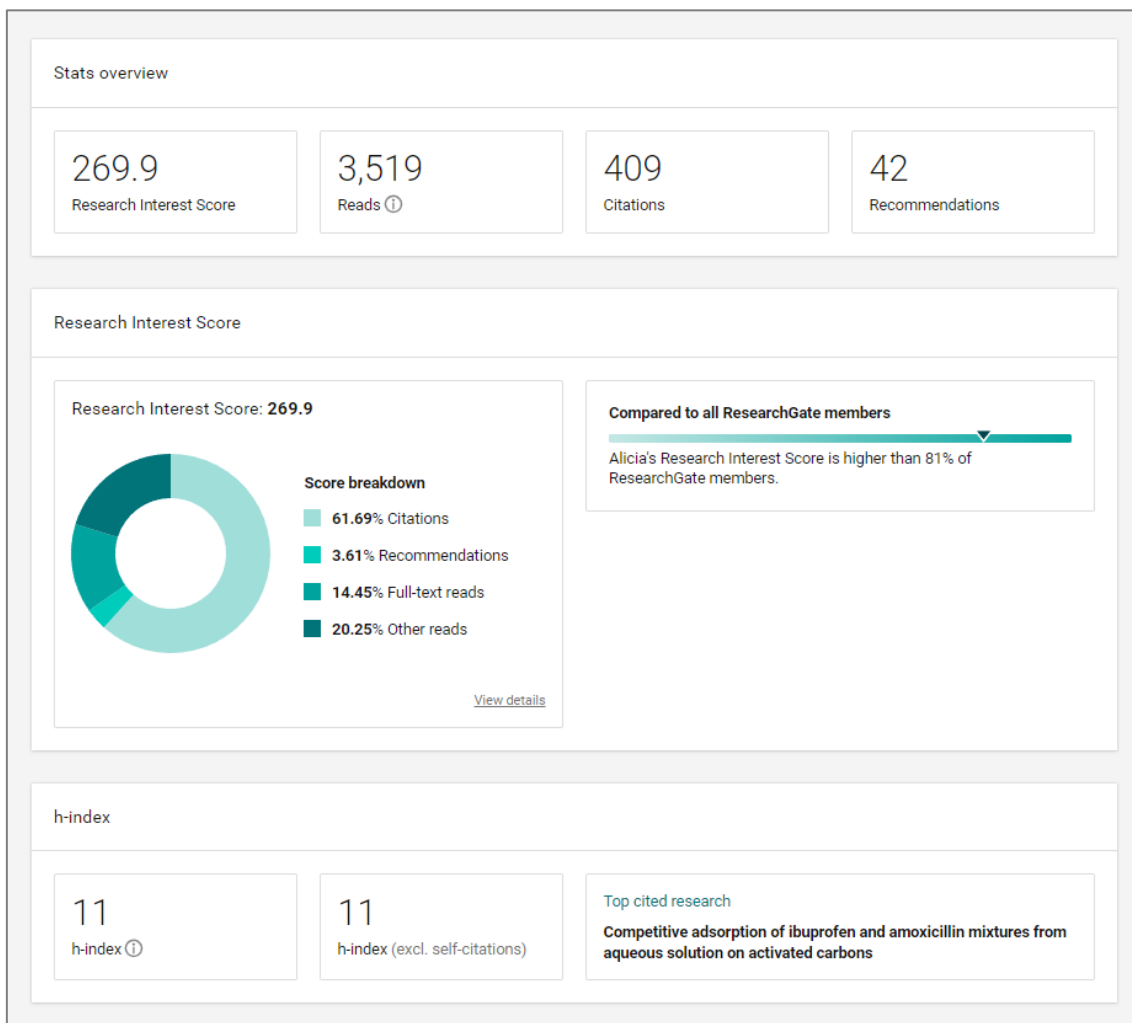 Stats overview
269.9
Research Interest Score
3,519
Reads
409
Citations
42
Recommendations
Research Interest Score
Research Interest Score: 269.9
Score breakdown
61.69% Citations
3.61% Recommendations
14.45% Full-text reads
20.25% Other reads
View details
Compared to all ResearchGate members
Alicia's Research Interest Score is higher than 81% of
ResearchGate members.
h-index
11
h-index
11
h-index (excl. self-citations)
Top cited research
Competitive adsorption of ibuprofen and amoxicillin mixtures from
aqueous solution on activated carbons